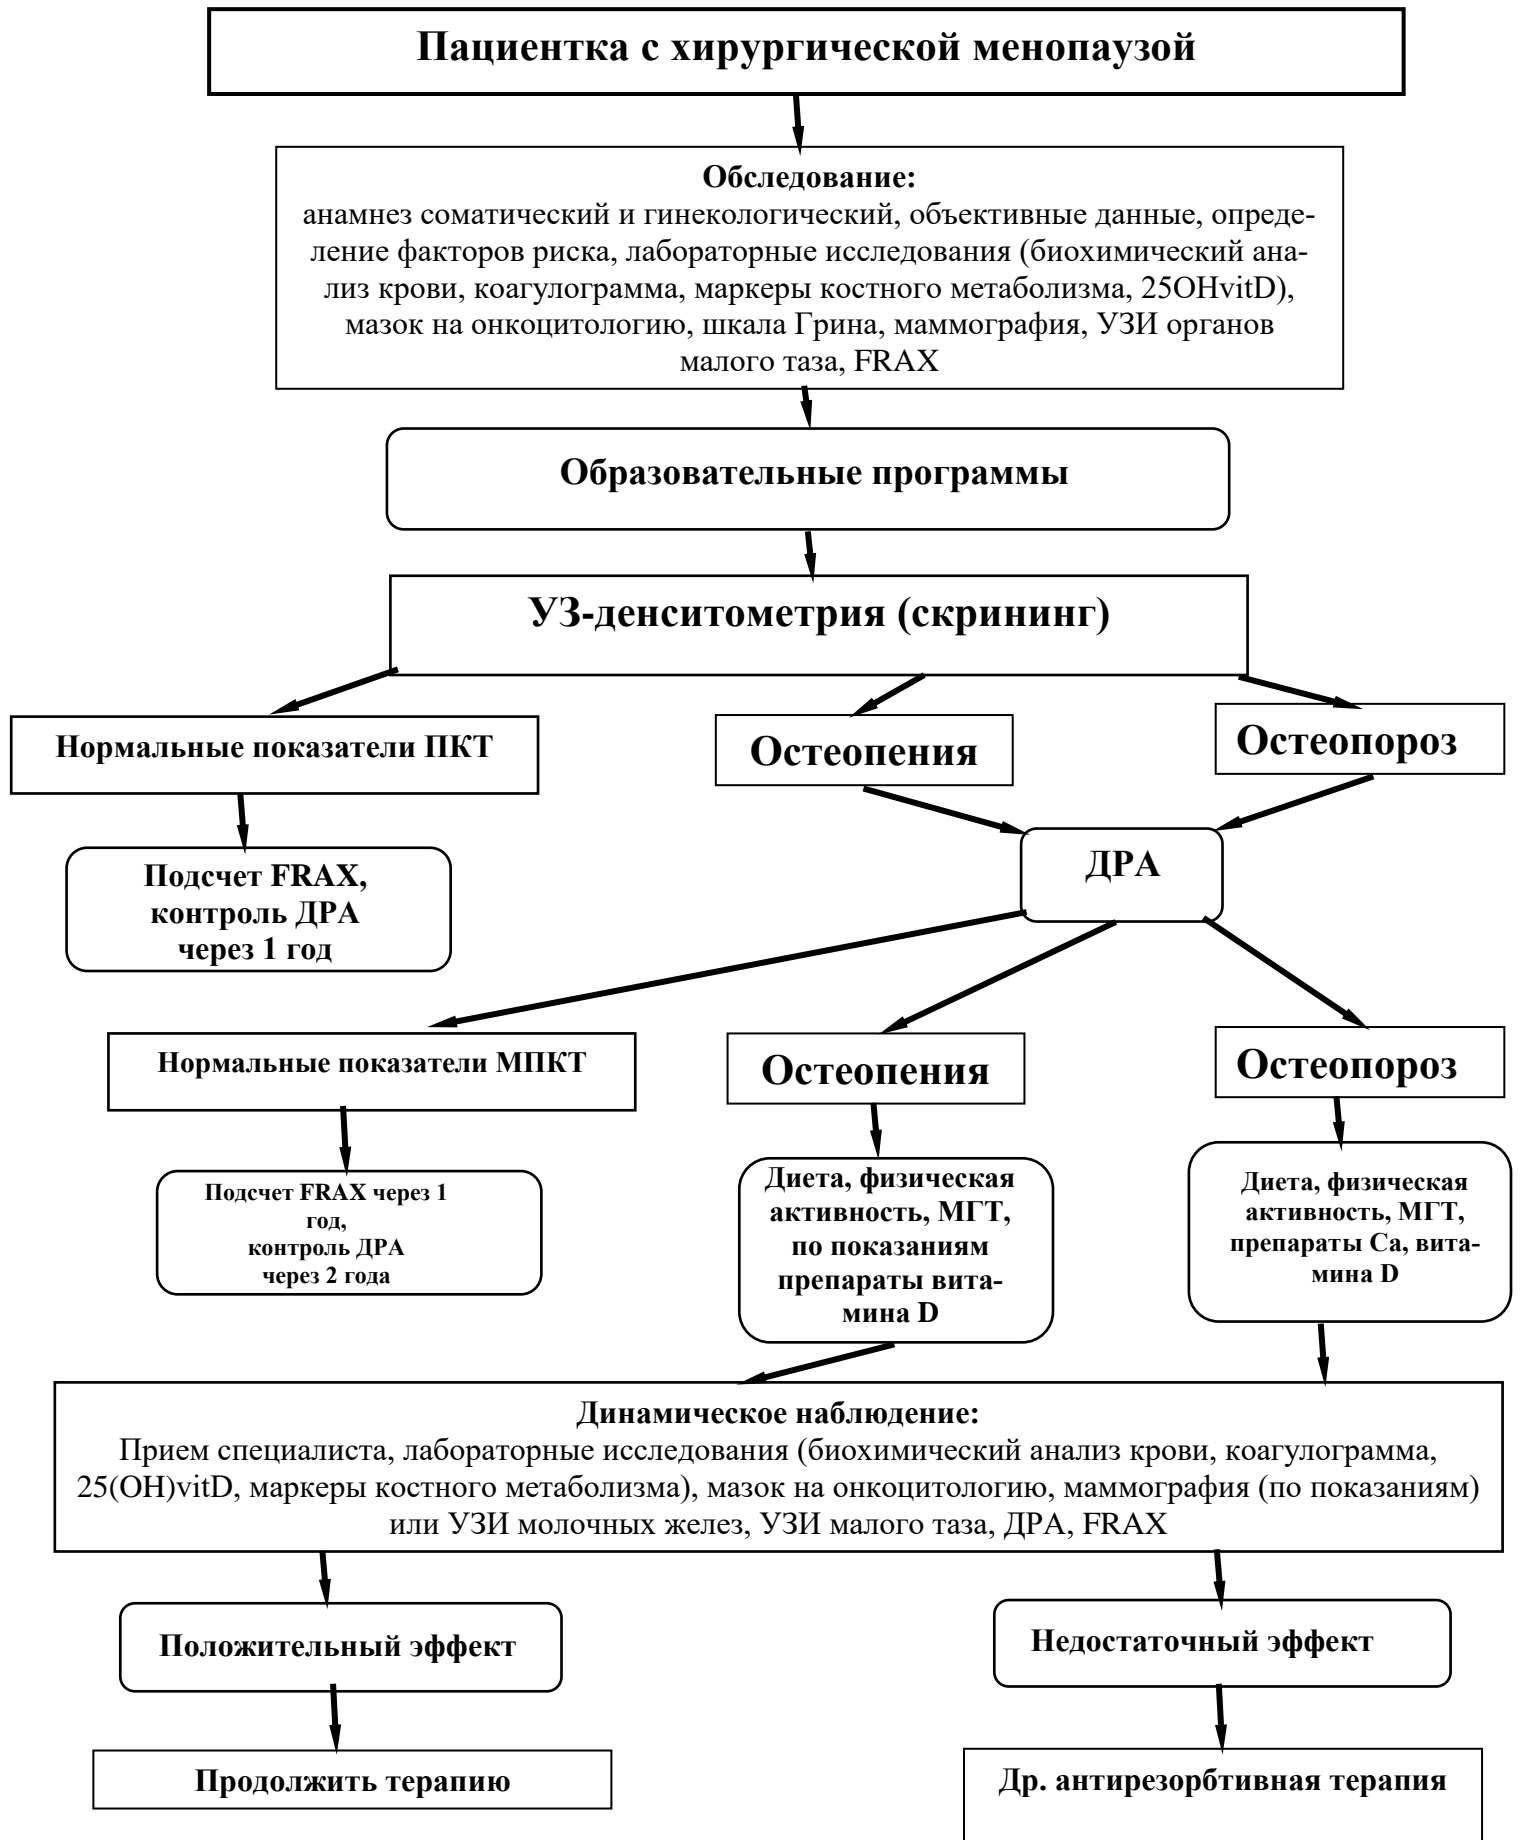 Пациентка с хирургической менопаузой
Обследование:
анамнез соматический и гинекологический, объективные данные, опреде-
ление факторов риска, лабораторные исследования (биохимический ана-
лиз крови, коагулограмма, маркеры костного метаболизма, 25OHvitD),
мазок на онкоцитологию, шкала Грина, маммография, УЗИ органов
малого таза, FRAX
Образовательные программы
УЗ-денситометрия (скрининг)
Нормальные показатели ПКТ
Остеопения
Остеопороз
Подсчет FRAX,
контроль ДРА
через 1 год
ДРА
Нормальные показатели МПКТ
Остеопения
Остеопороз
Подсчет FRAX через 1
год,
контроль ДРА
через 2 года
Диета, физическая
активность, МГТ,
по показаниям
препараты вита-
мина D
Диета, физическая
активность, МГТ,
препараты Са, вита-
мина D
Динамическое наблюдение:
Прием специалиста, лабораторные исследования (биохимический анализ крови, коагулограмма,
25(OH)vitD, маркеры костного метаболизма), мазок на онкоцитологию, маммография (по показаниям)
или УЗИ молочных желез, УЗИ малого таза, ДРА, FRAX
Положительный эффект
Недостаточный эффект
Продолжить терапию
Др. антирезорбтивная терапия